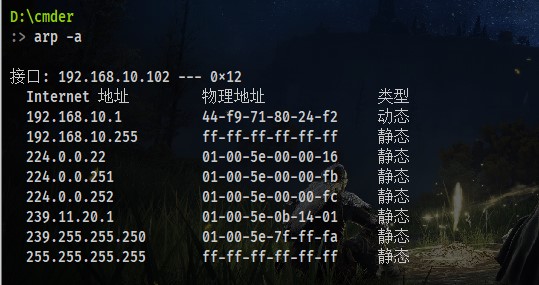 D:\cmder
:> arp -a
接口: 192.168.10.102 --- 0×12
Internet 地址 物理地址 类型
192.168.10.1 44-f9-71-80-24-f2 动态
192.168.10.255 ff-ff-ff-ff-ff-ff 静态
224.0.0.22 01-00-5e-00-00-16 静态
224.0.0.251 01-00-5e-00-00-fb 静态
224.0.0.252 01-00-5e-00-00-fc 静态
239.11.20.1 01-00-5e-0b-14-01 静态
239.255.255.250 01-00-5e-7f-ff-fa 静态
255.255.255.255 ff-ff-ff-ff-ff-ff 静态